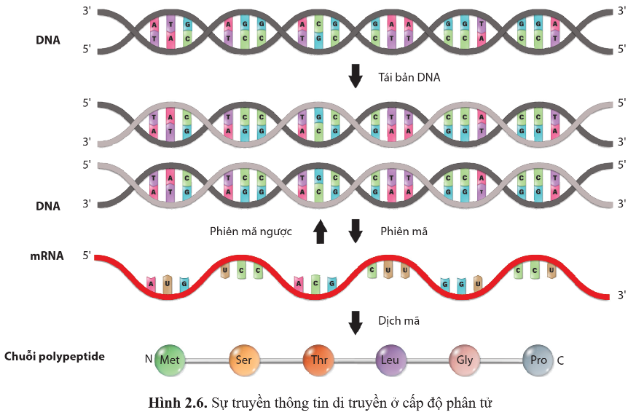 3' A T G A G G A C G G A A G G T G G A 3'
DNA
5' T A C T C C T G C C T T C C A C C T 5'
Tái bản DNA
5' T A C T C C T G C C T T C C A C C T 5'
3' A T G A G G A C G G A A G G T G G A 3'
5' T A C T C C T G C C T T C C A C C T 5'
DNA
3' A T G A G G A C G G A A G G T G G A 3'
Phiên mã ngược Phiên mã
mRNA 5' A U G U C C A C G C U U G G U C C U 3'
Dịch mã
Chuỗi polypeptide N Met Ser Thr Leu Gly Pro C
Hình 2.6. Sự truyền thông tin di truyền ở cấp độ phân tử